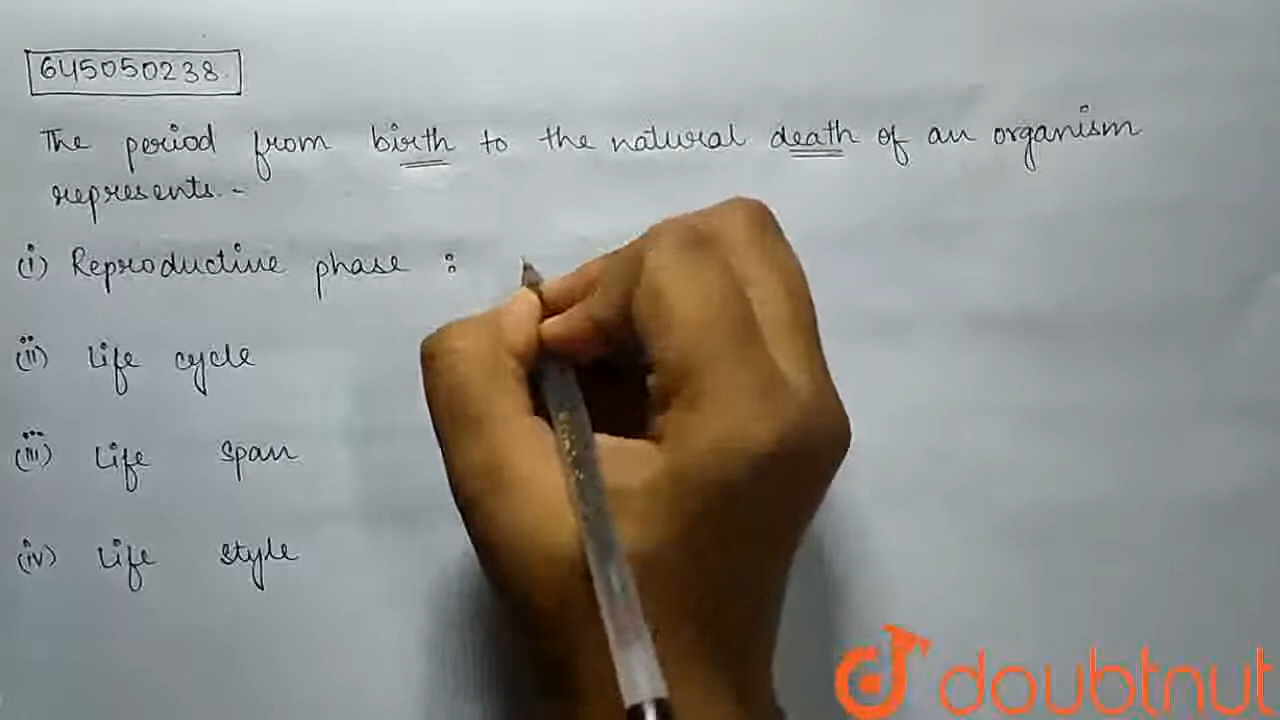 645050238
The period from birth to the natural death of an organism
represents.-
(i) Reproductive phase :
(ii) Life cycle
(iii) Life span
(iv) Life style
doubtnut